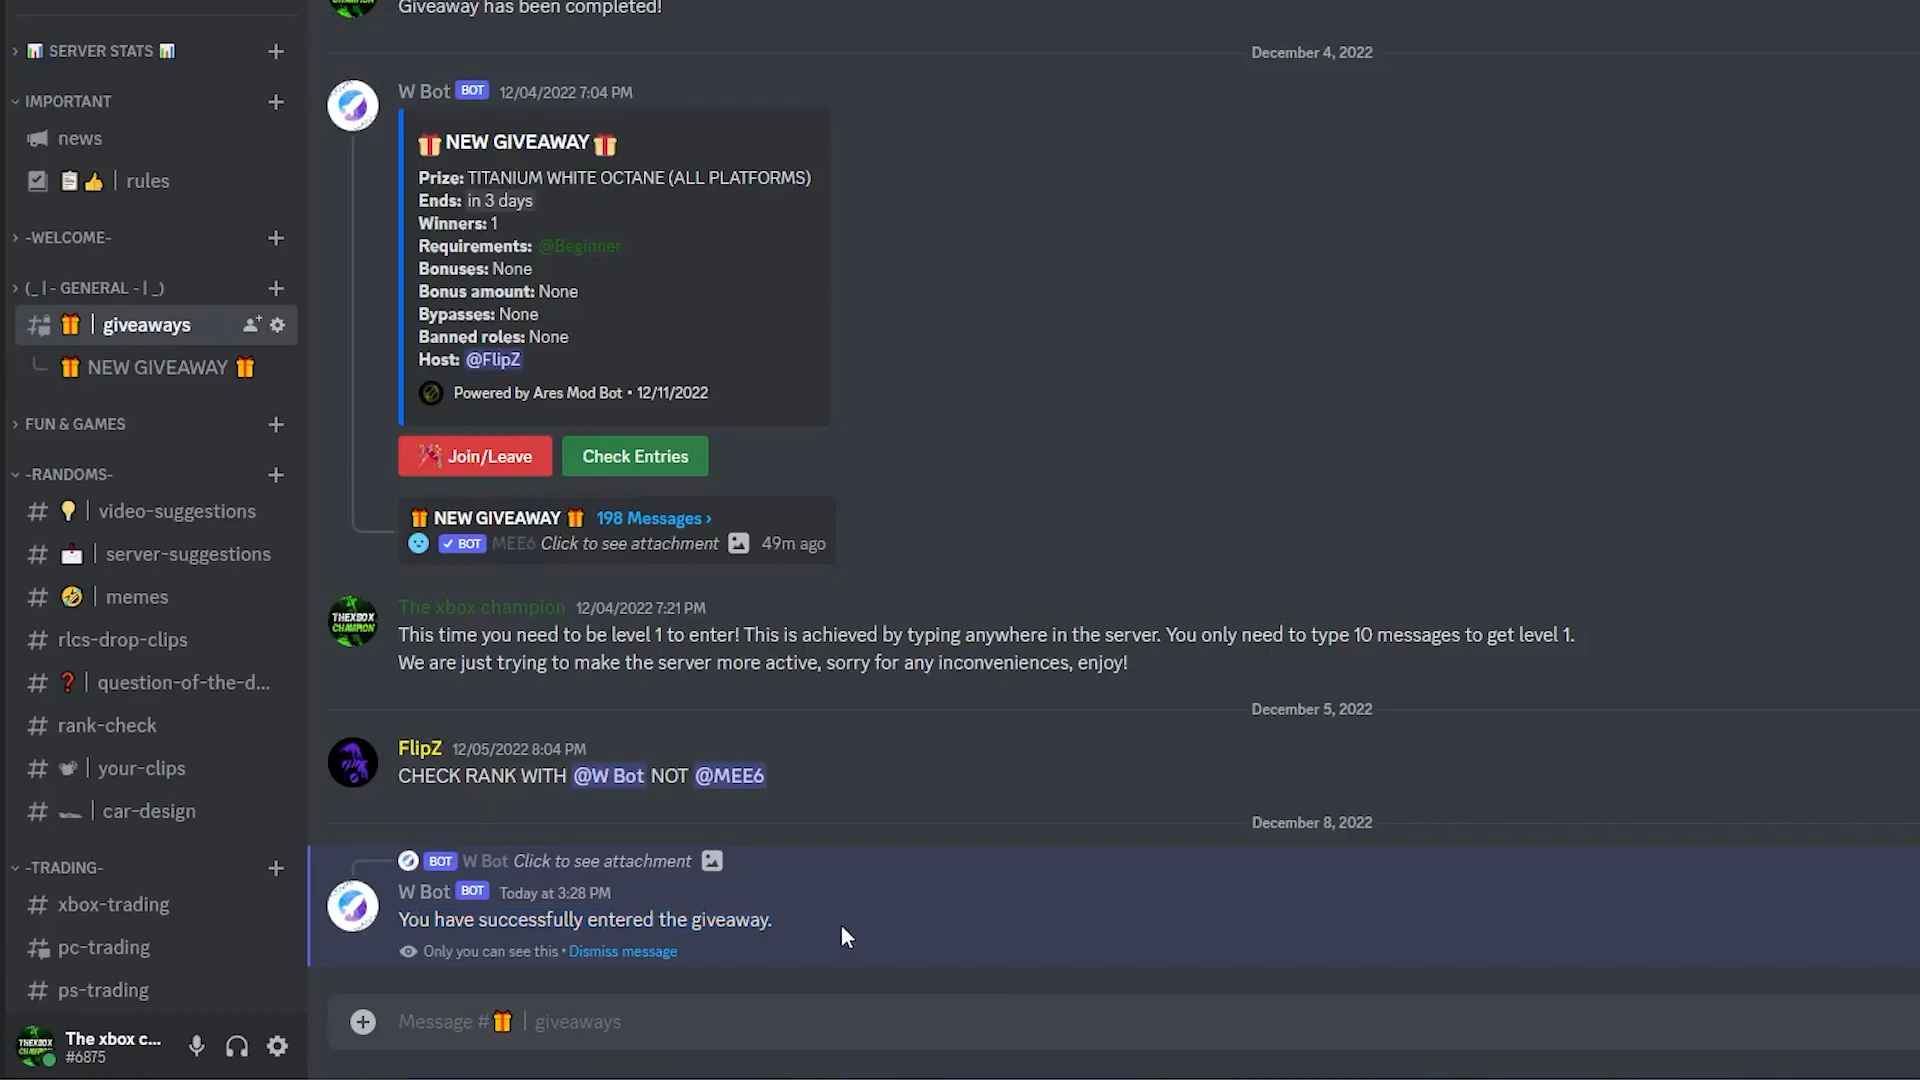 SERVER STATS
IMPORTANT
news
rules
-WELCOME-
(_|- GENERAL -|_)
giveaways
NEW GIVEAWAY
FUN & GAMES
-RANDOMS-
video-suggestions
server-suggestions
memes
rlcs-drop-clips
question-of-the-d...
rank-check
your-clips
car-design
-TRADING-
xbox-trading
pc-trading
ps-trading
The xbox c...
#6875
Giveaway has been completed!
December 4, 2022
W Bot BOT 12/04/2022 7:04 PM
NEW GIVEAWAY
Prize: TITANIUM WHITE OCTANE (ALL PLATFORMS)
Ends: in 3 days
Winners: 1
Requirements: @Beginner
Bonuses: None
Bonus amount: None
Bypasses: None
Banned roles: None
Host: @FlipZ
Powered by Ares Mod Bot • 12/11/2022
Join/Leave Check Entries
NEW GIVEAWAY 198 Messages ›
BOT MEE6 Click to see attachment 49m ago
THEXBOX
CHAMPION
The xbox champion 12/04/2022 7:21 PM
This time you need to be level 1 to enter! This is achieved by typing anywhere in the server. You only need to type 10 messages to get level 1.
We are just trying to make the server more active, sorry for any inconveniences, enjoy!
December 5, 2022
FlipZ 12/05/2022 8:04 PM
CHECK RANK WITH @W Bot NOT @MEE6
December 8, 2022
BOT W Bot Click to see attachment
W Bot BOT Today at 3:28 PM
You have successfully entered the giveaway.
Only you can see this • Dismiss message
Message # | giveaways